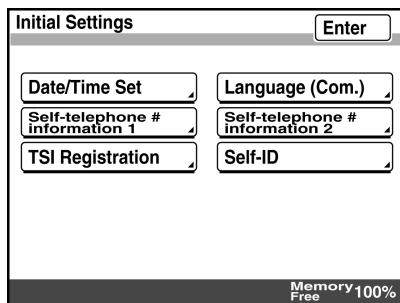 Initial Settings
Enter
Date/Time Set
Language (Com.)
Self-telephone #
information 1
Self-telephone #
information 2
TSI Registration
Self-ID
Memory
Free 100%